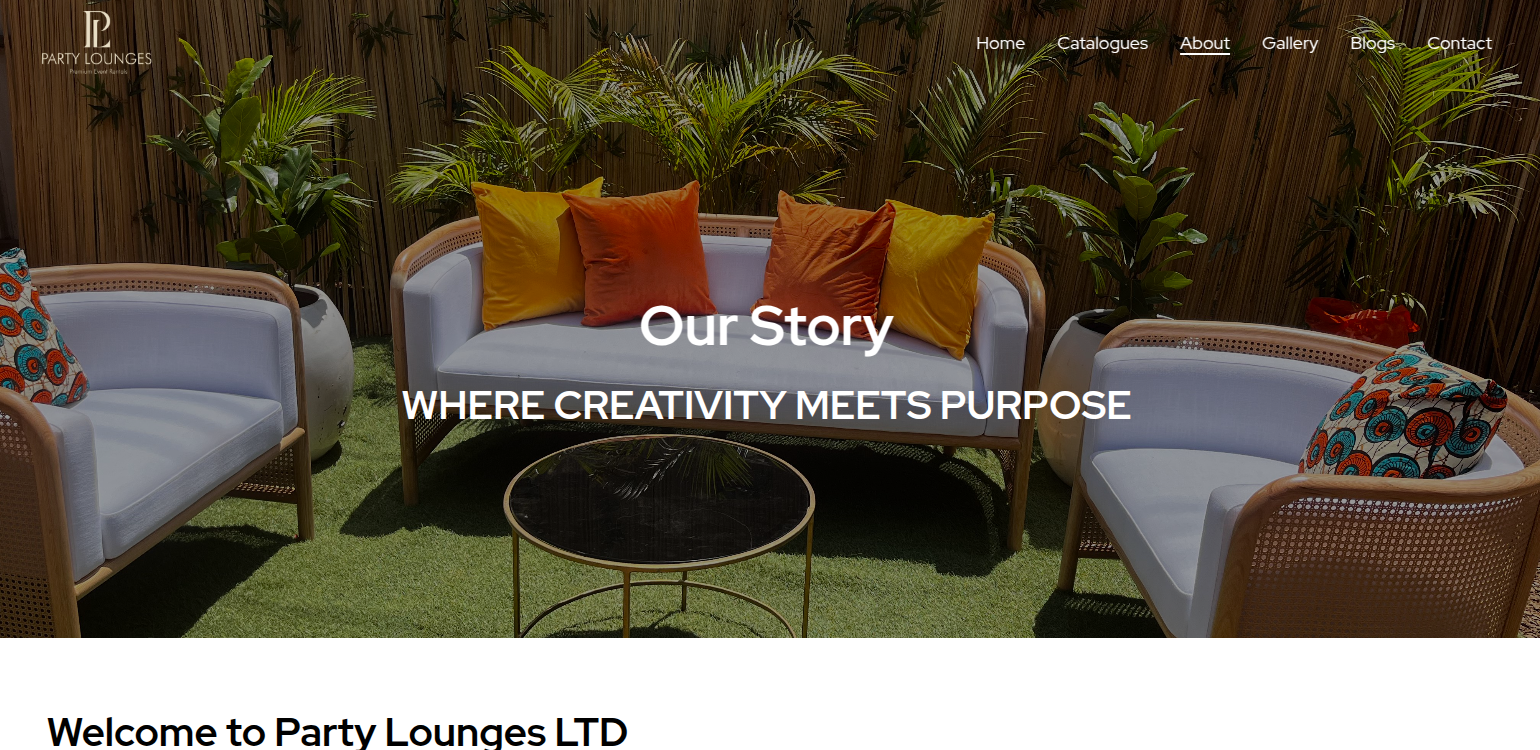 PL
PARTY LOUNGES
Premium Event Rentals
Home Catalogues About Gallery Blogs Contact
Our Story
WHERE CREATIVITY MEETS PURPOSE
Welcome to Party Lounges LTD